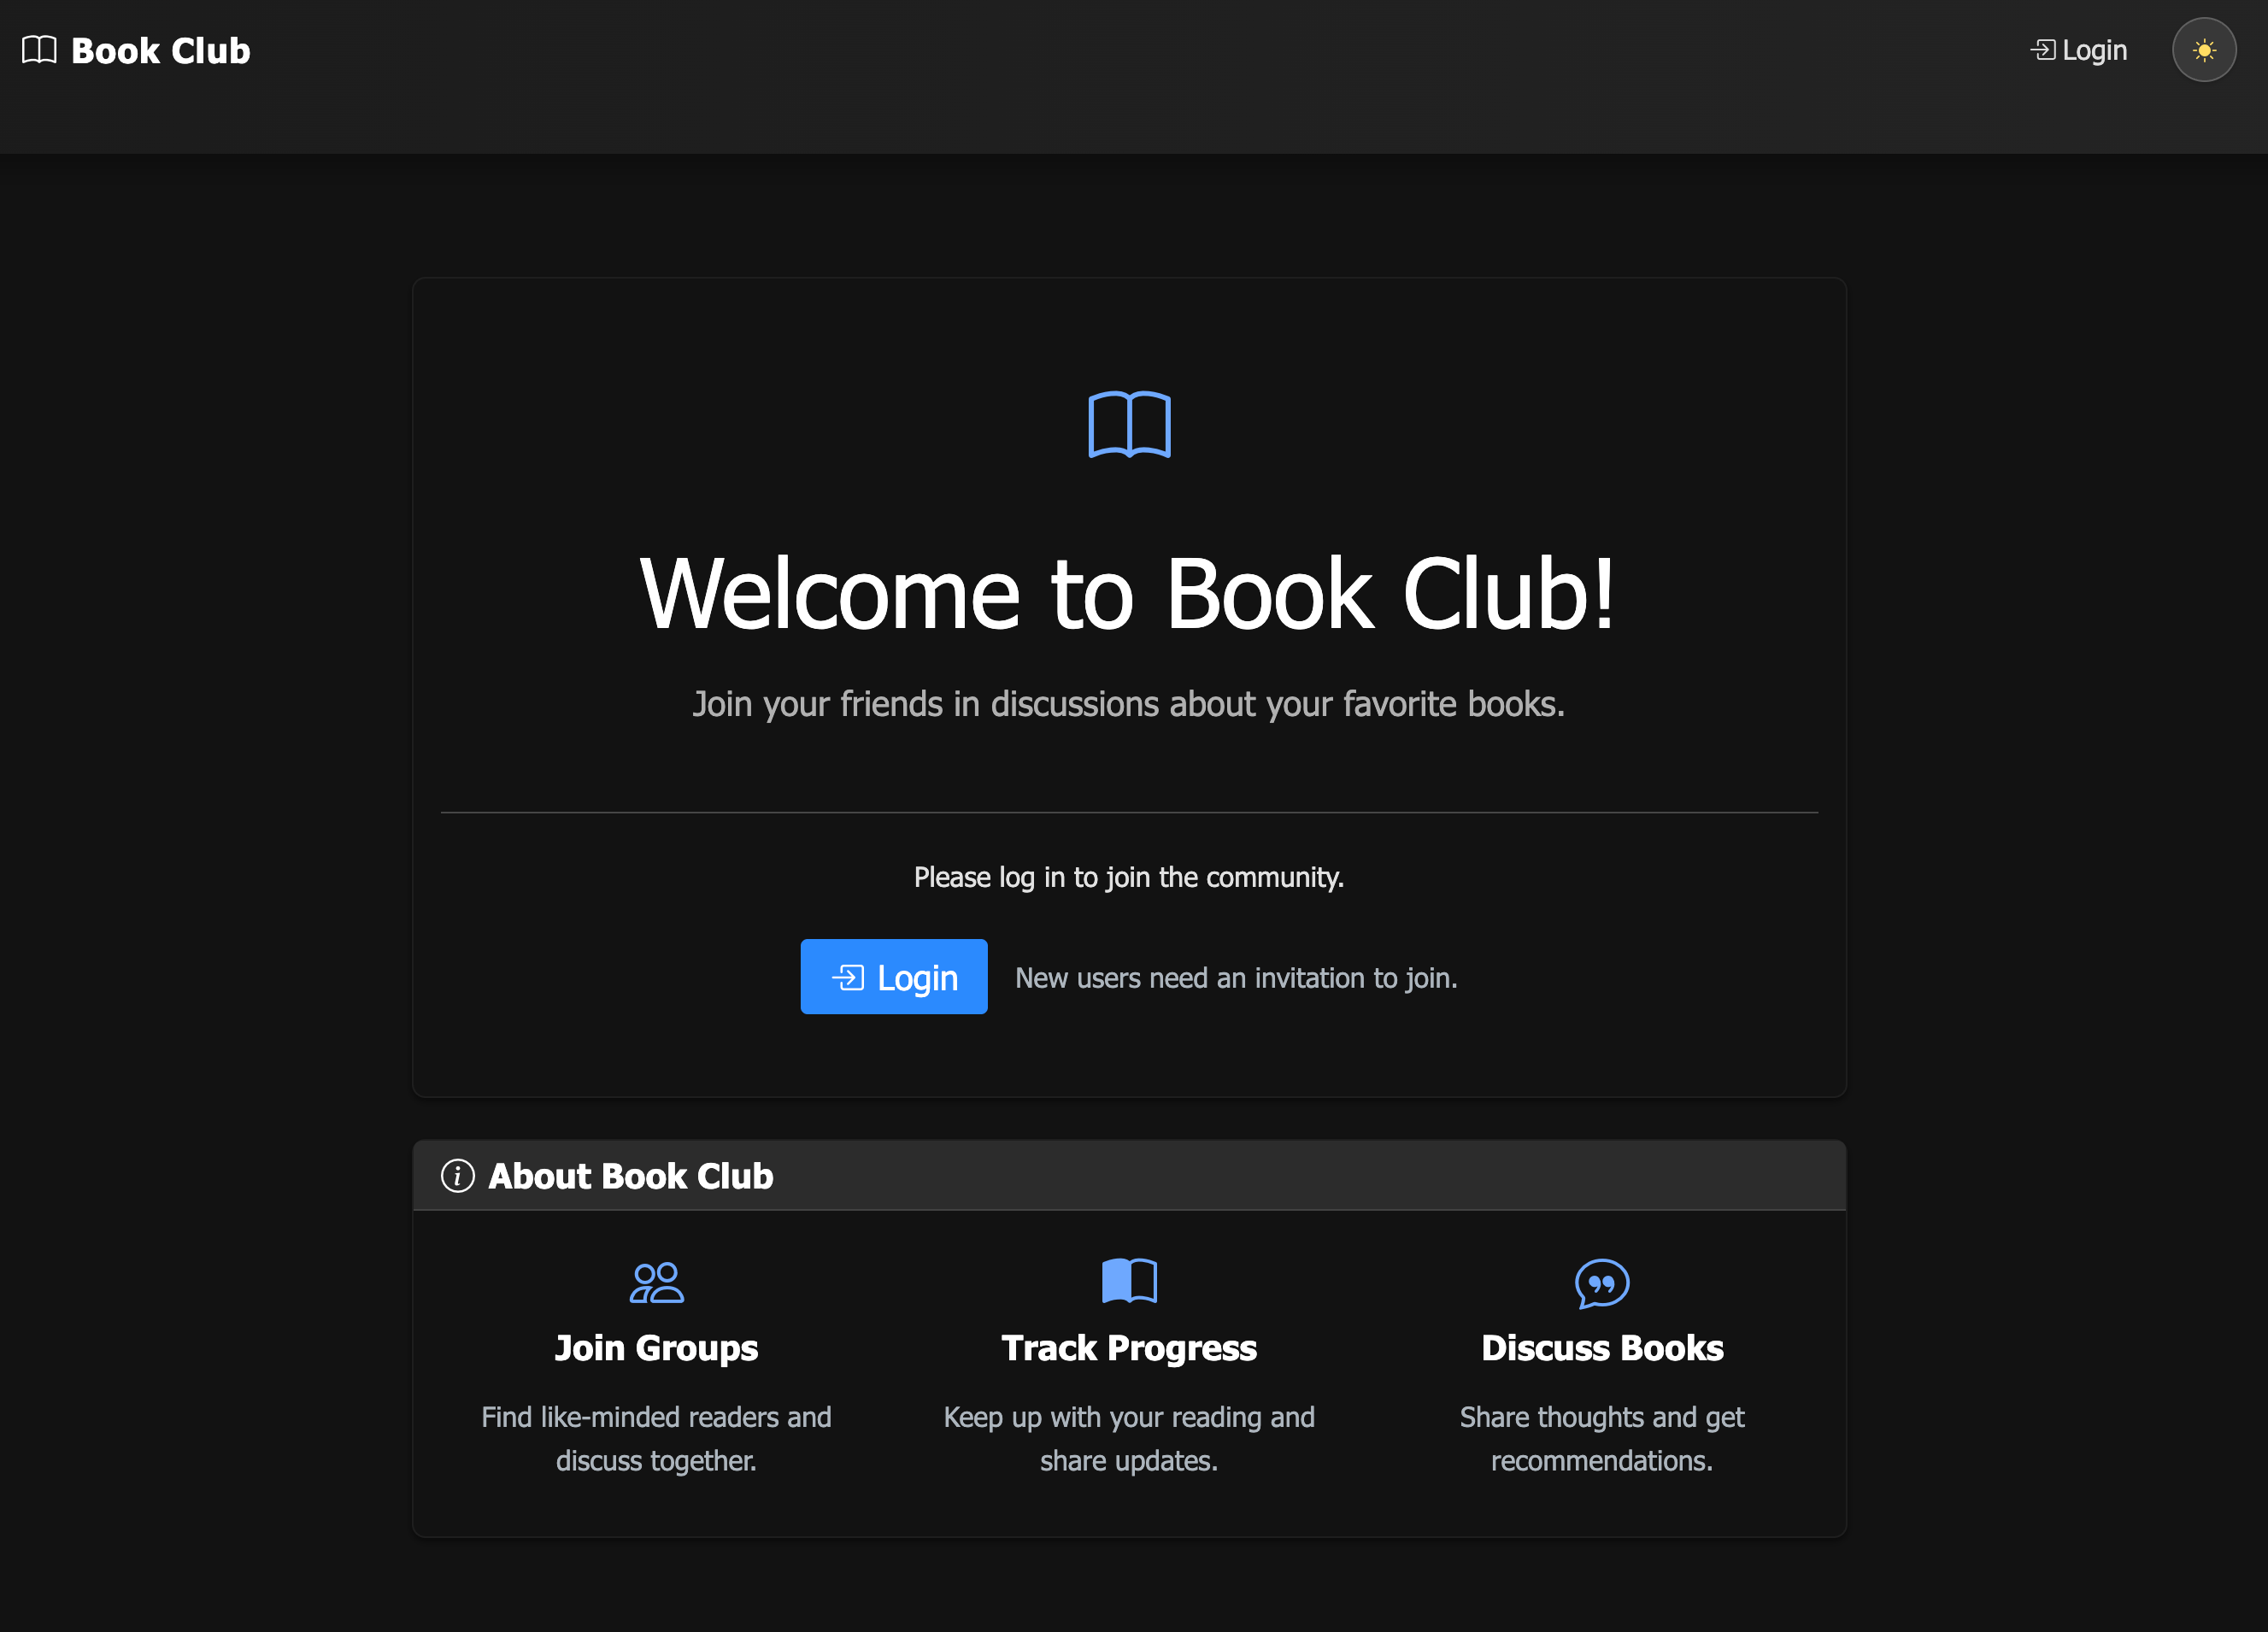 Book Club
Login
Welcome to Book Club!
Join your friends in discussions about your favorite books.
Please log in to join the community.
Login
New users need an invitation to join.
About Book Club
Join Groups
Find like-minded readers and
discuss together.
Track Progress
Keep up with your reading and
share updates.
Discuss Books
Share thoughts and get
recommendations.